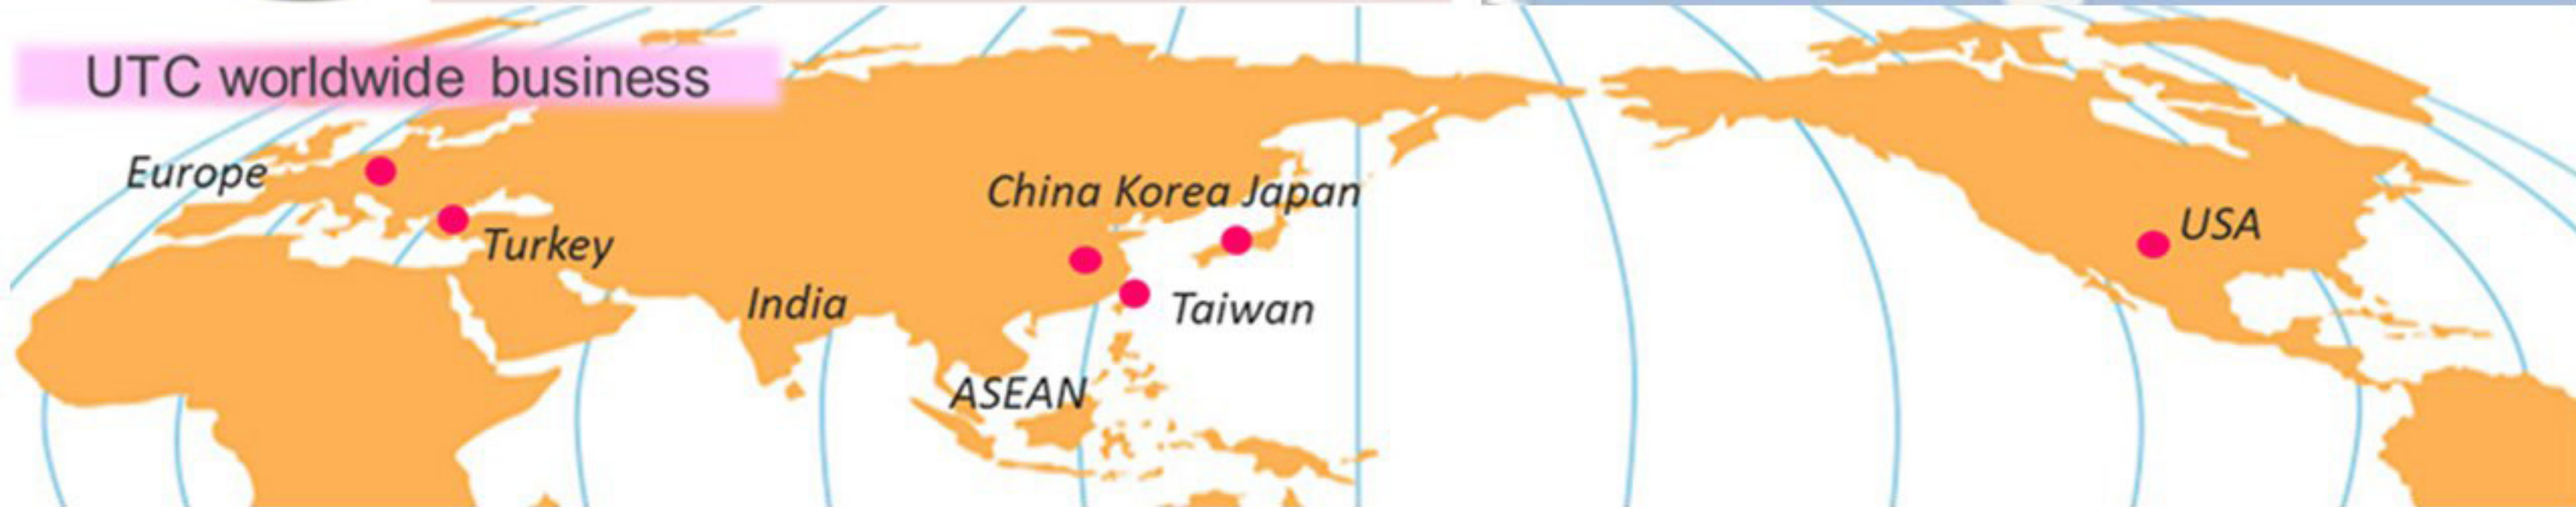 UTC worldwide business
Europe
China Korea Japan
USA
Turkey
India
Taiwan
ASEAN